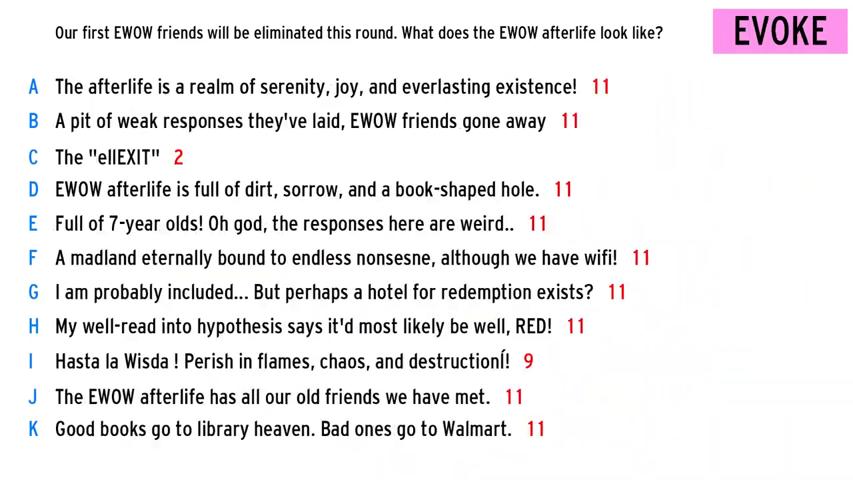 Our first EWOW friends will be eliminated this round. What does the EWOW afterlife look like?
EVOKE
A The afterlife is a realm of serenity, joy, and everlasting existence! 11
B A pit of weak responses they've laid, EWOW friends gone away 11
C The "ellEXIT" 2
D EWOW afterlife is full of dirt, sorrow, and a book-shaped hole. 11
E Full of 7-year olds! Oh god, the responses here are weird.. 11
F A madland eternally bound to endless nonsesne, although we have wifi! 11
G I am probably included... But perhaps a hotel for redemption exists? 11
H My well-read into hypothesis says it'd most likely be well, RED! 11
I Hasta la Wisda ! Perish in flames, chaos, and destructionÍ! 9
J The EWOW afterlife has all our old friends we have met. 11
K Good books go to library heaven. Bad ones go to Walmart. 11